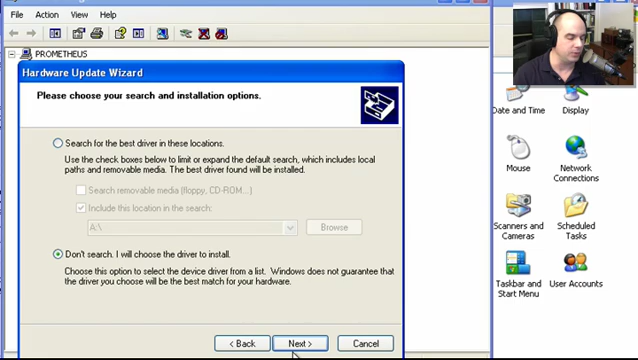 File Action View Help
PROMETHEUS
Hardware Update Wizard
Please choose your search and installation options.
Search for the best driver in these locations.
Use the check boxes below to limit or expand the default search, which includes local
paths and removable media. The best driver found will be installed.
Search removable media (floppy, CD-ROM...)
Include this location in the search:
A:\
Browse
Don't search. I will choose the driver to install.
Choose this option to select the device driver from a list. Windows does not guarantee that
the driver you choose will be the best match for your hardware.
< Back Next > Cancel
Date and Time Display
Mouse Network
Connections
Scanners and
Cameras
Scheduled
Tasks
Taskbar and
Start Menu
User Accounts